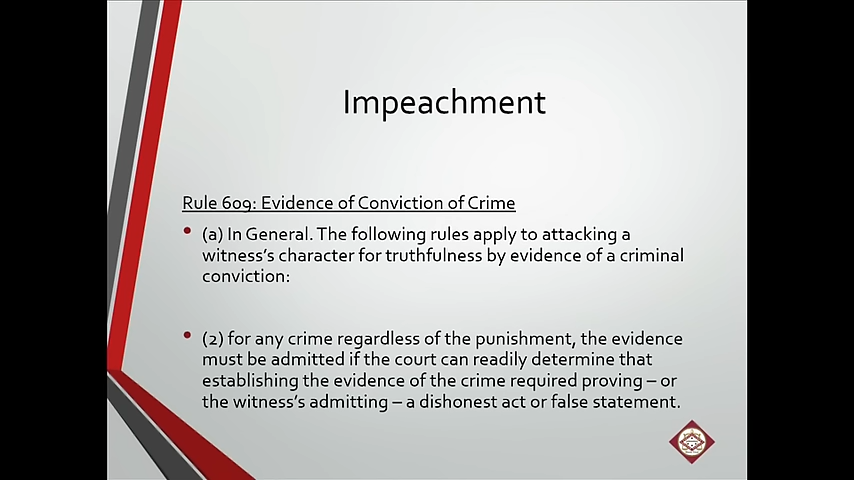 Impeachment
Rule 609: Evidence of Conviction of Crime
• (a) In General. The following rules apply to attacking a
witness's character for truthfulness by evidence of a criminal
conviction:
• (2) for any crime regardless of the punishment, the evidence
must be admitted if the court can readily determine that
establishing the evidence of the crime required proving – or
the witness's admitting – a dishonest act or false statement.